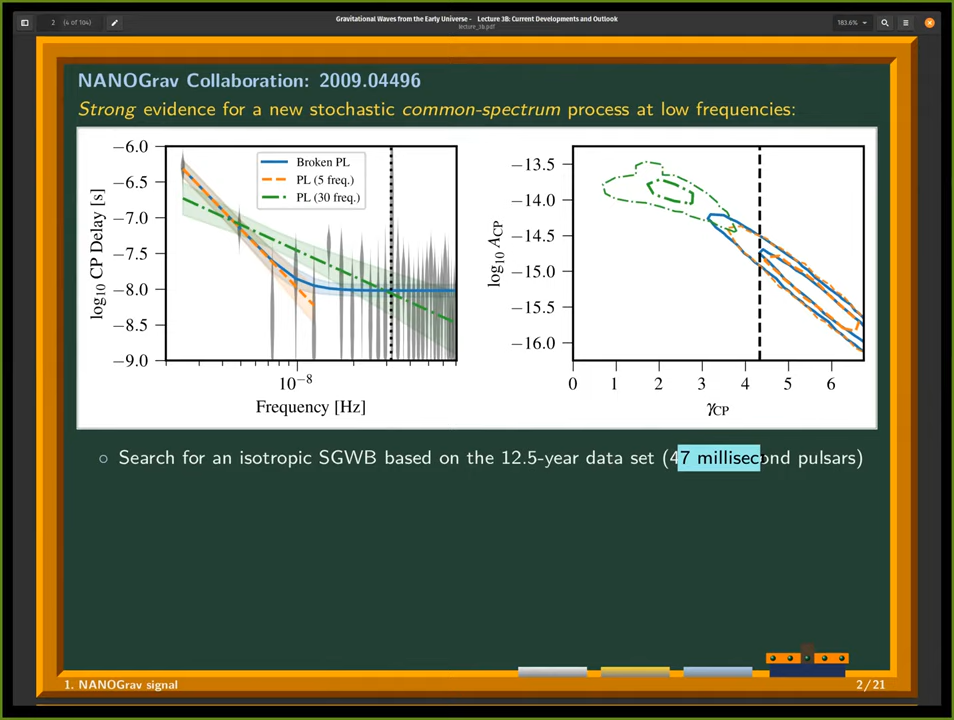 Gravitational Waves from the Early Universe - Lecture 3B: Current Developments and Outlook
lecture_3b.pdf
2 (4 of 104)
183.6%
NANOGrav Collaboration: 2009.04496
Strong evidence for a new stochastic common-spectrum process at low frequencies:
log10 CP Delay [s]
−6.0
−6.5
−7.0
−7.5
−8.0
−8.5
−9.0
Broken PL
PL (5 freq.)
PL (30 freq.)
10−8
Frequency [Hz]
log10 ACP
−13.5
−14.0
−14.5
−15.0
−15.5
−16.0
0 1 2 3 4 5 6
γCP
○ Search for an isotropic SGWB based on the 12.5-year data set (47 millisecond pulsars)
1. NANOGrav signal
2/21